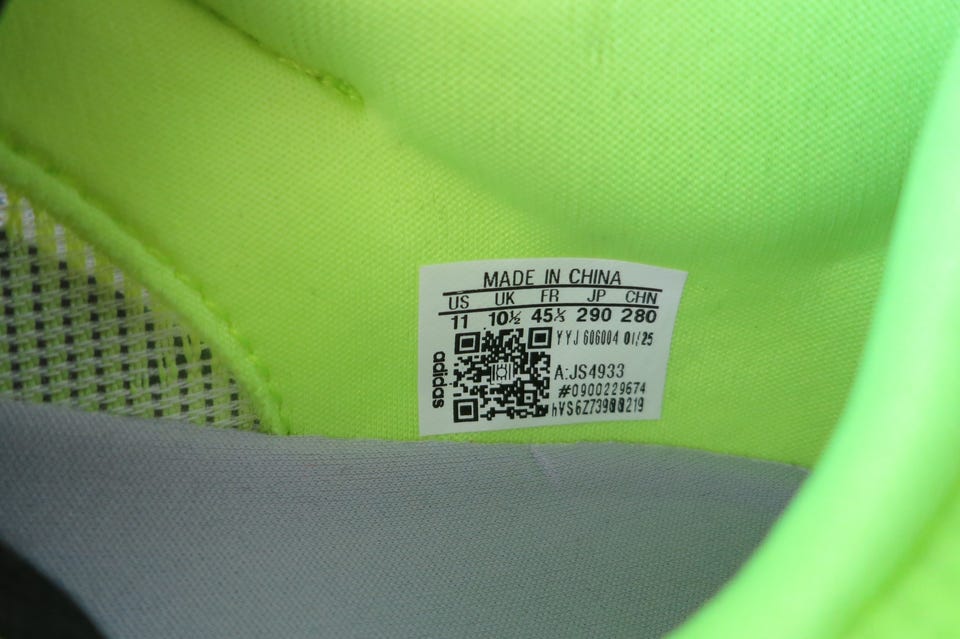 MADE IN CHINA
US UK FR JP CHN
11 10½ 45⅓ 290 280
YYJ 606004 01/25
A:JS4933
#0900229674
adidas